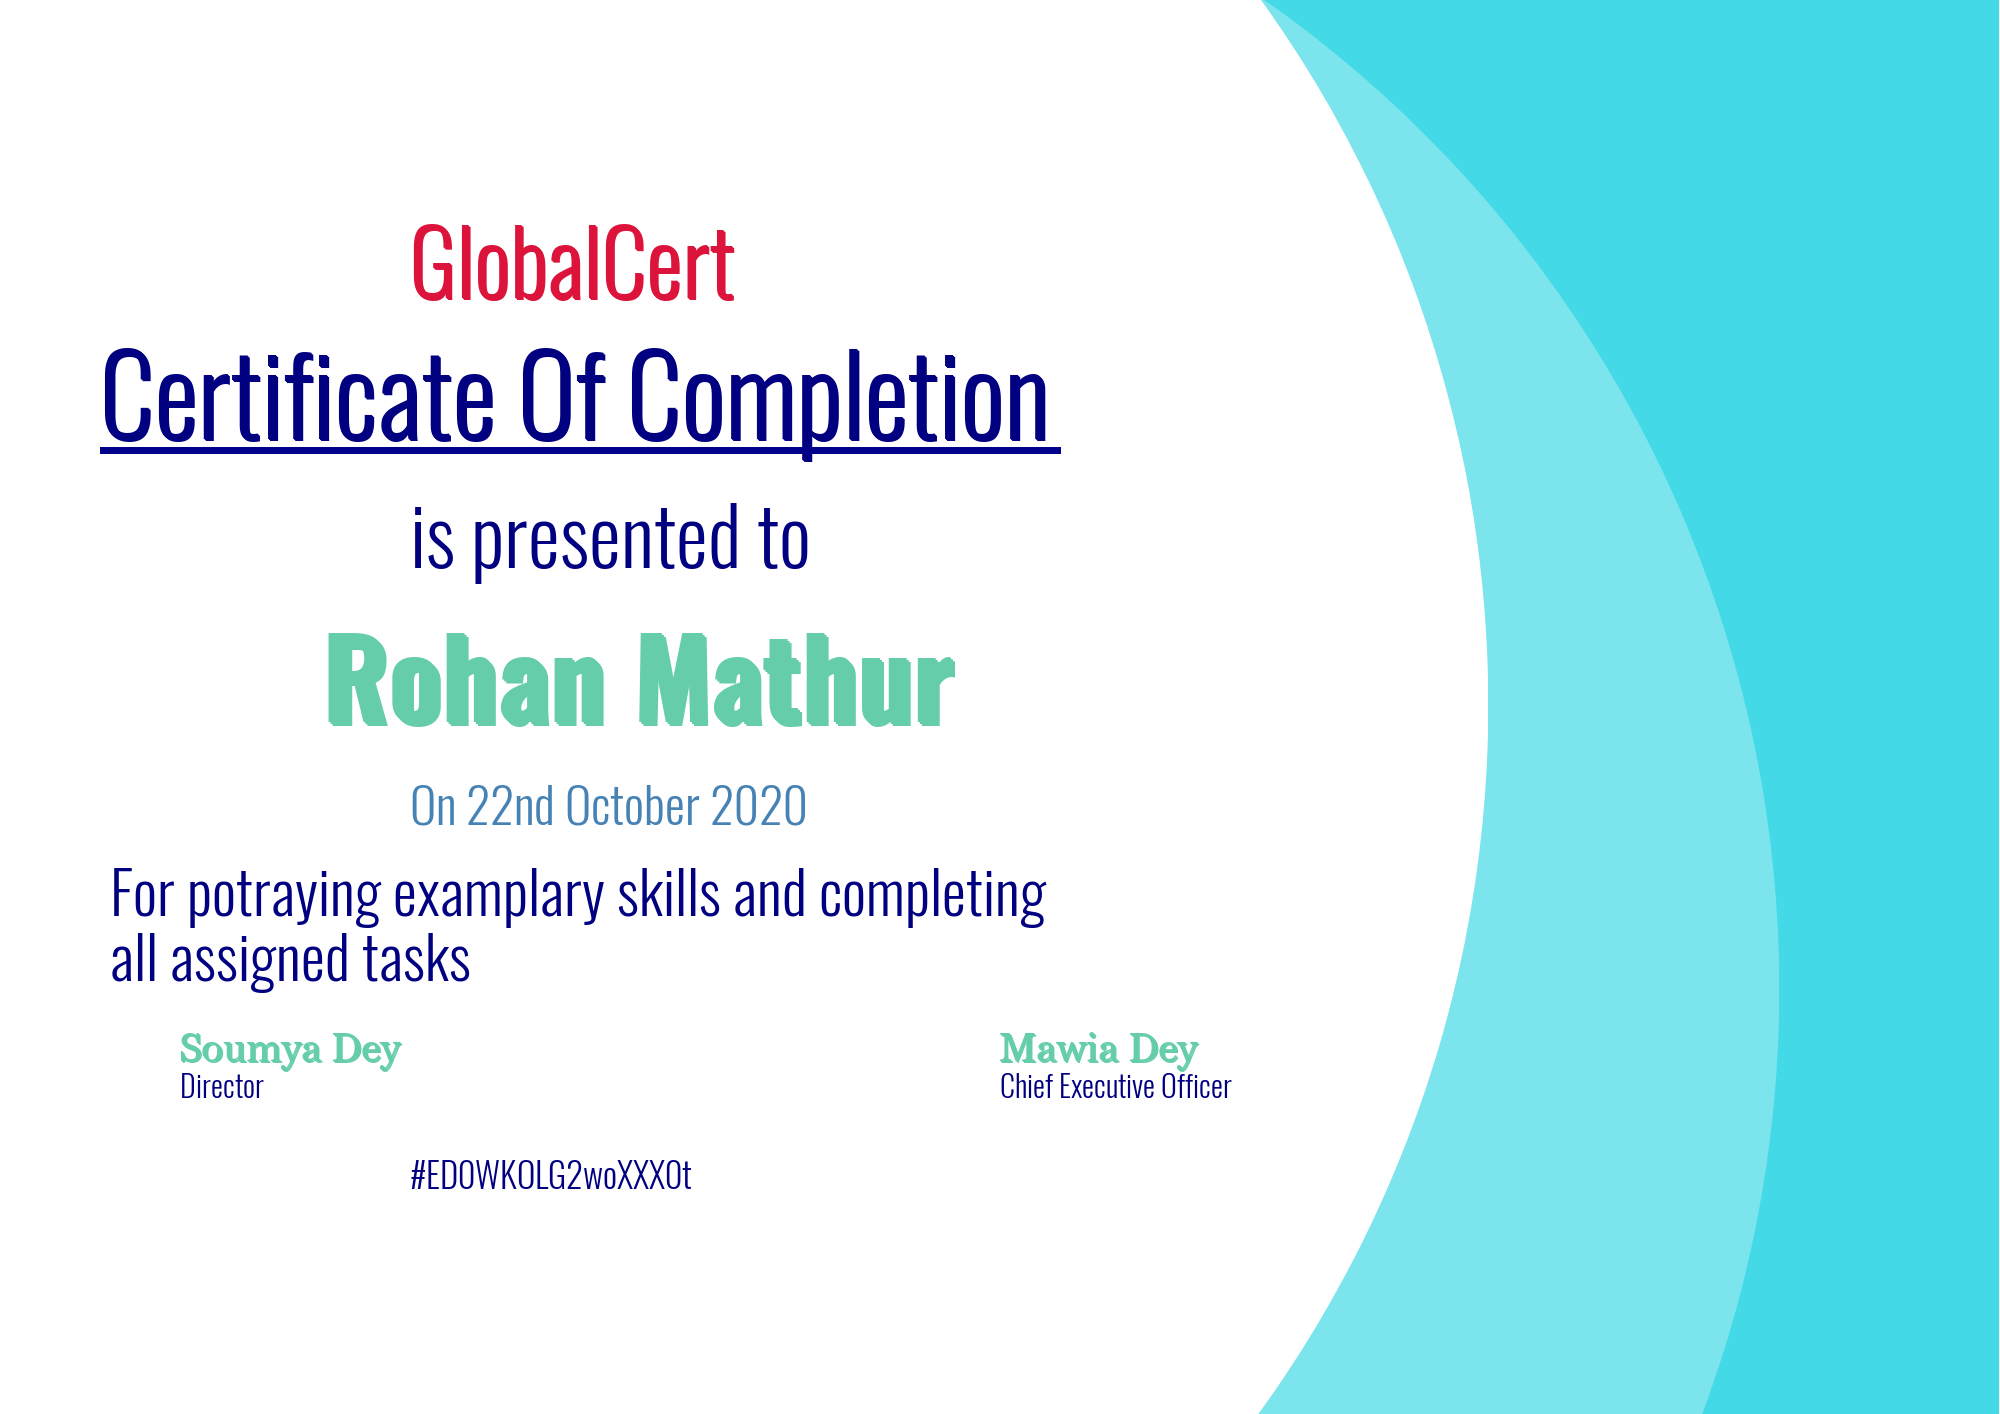 GlobalCert
Certificate Of Completion
is presented to
Rohan Mathur
On 22nd October 2020
For potraying examplary skills and completing
all assigned tasks
Soumya Dey
Director
Mawia Dey
Chief Executive Officer
#EDOWKOLG2woXXXOt